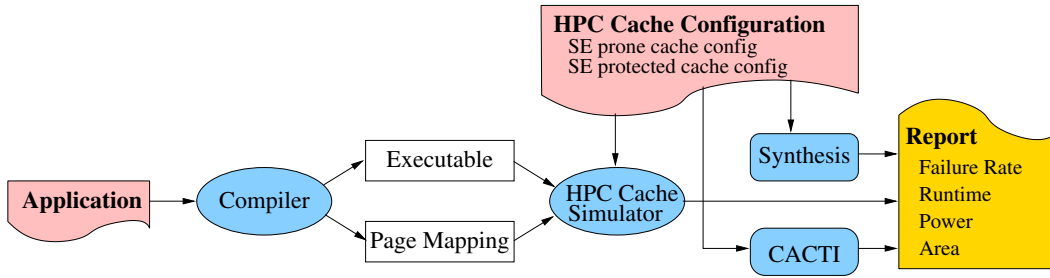 HPC Cache Configuration
SE prone cache config
SE protected cache config
Application
Compiler
Executable
Page Mapping
HPC Cache
Simulator
Synthesis
CACTI
Report
Failure Rate
Runtime
Power
Area